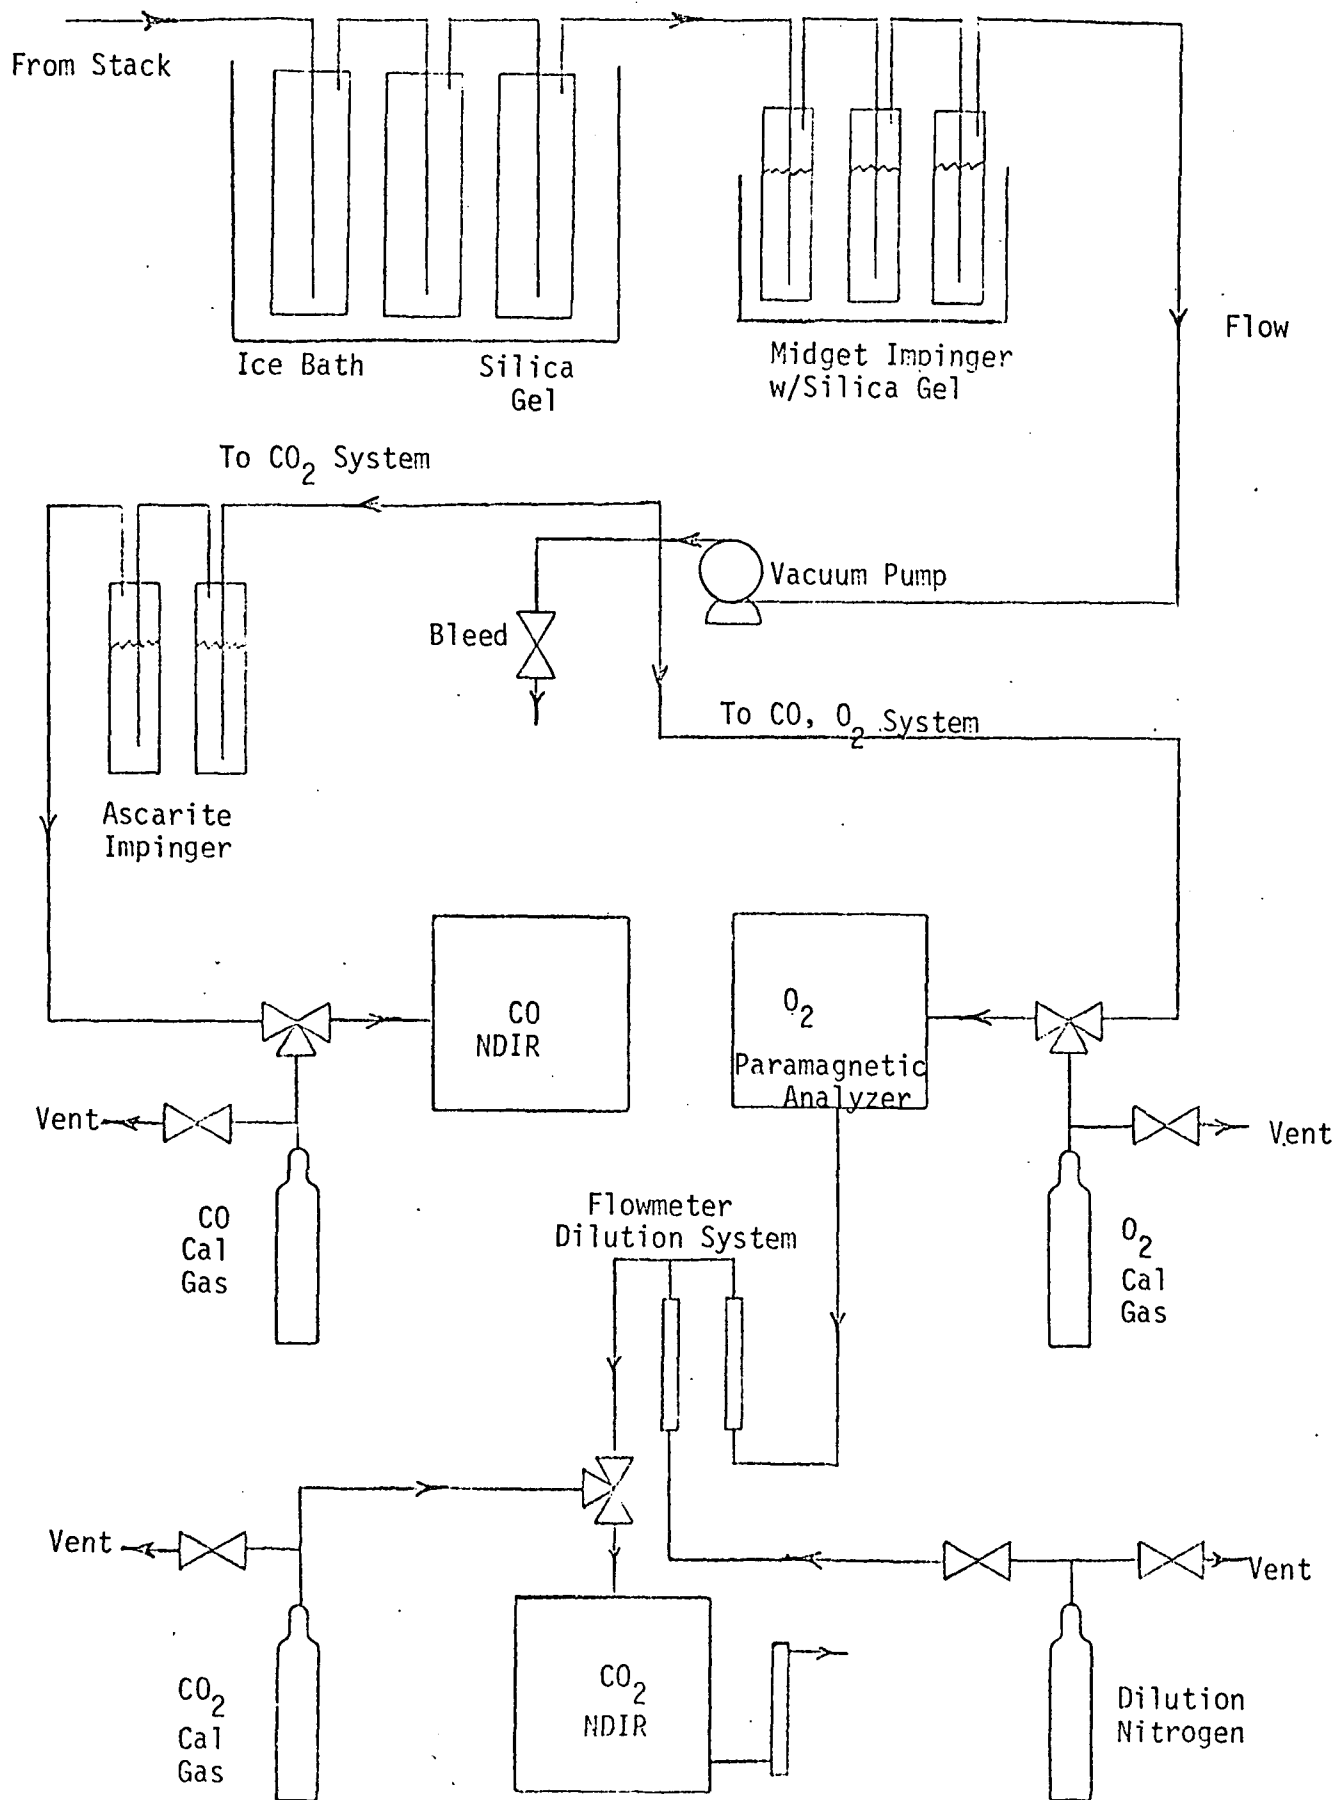 From Stack
Flow
Ice Bath
Silica
Gel
Midget Impinger
w/Silica Gel
To CO2 System
Vacuum Pump
Bleed
To CO, O2 System
Ascarite
Impinger
CO
NDIR
O2
Paramagnetic
Analyzer
Vent
Vent
CO
Cal
Gas
Flowmeter
Dilution System
O2
Cal
Gas
Vent
Vent
CO2
Cal
Gas
CO2
NDIR
Dilution
Nitrogen